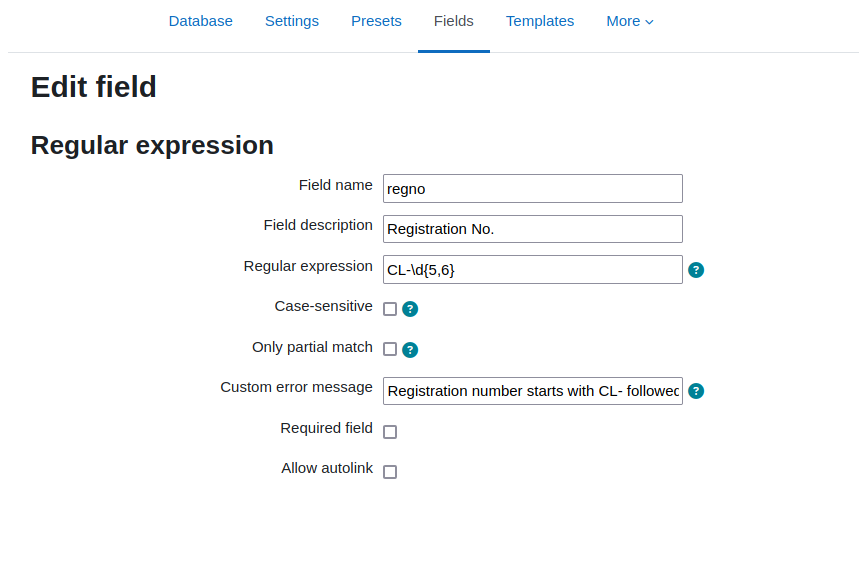 Database Settings Presets Fields Templates More
Edit field
Regular expression
Field name regno
Field description Registration No.
Regular expression CL-\d{5,6} ?
Case-sensitive ?
Only partial match ?
Custom error message Registration number starts with CL- followed ?
Required field
Allow autolink